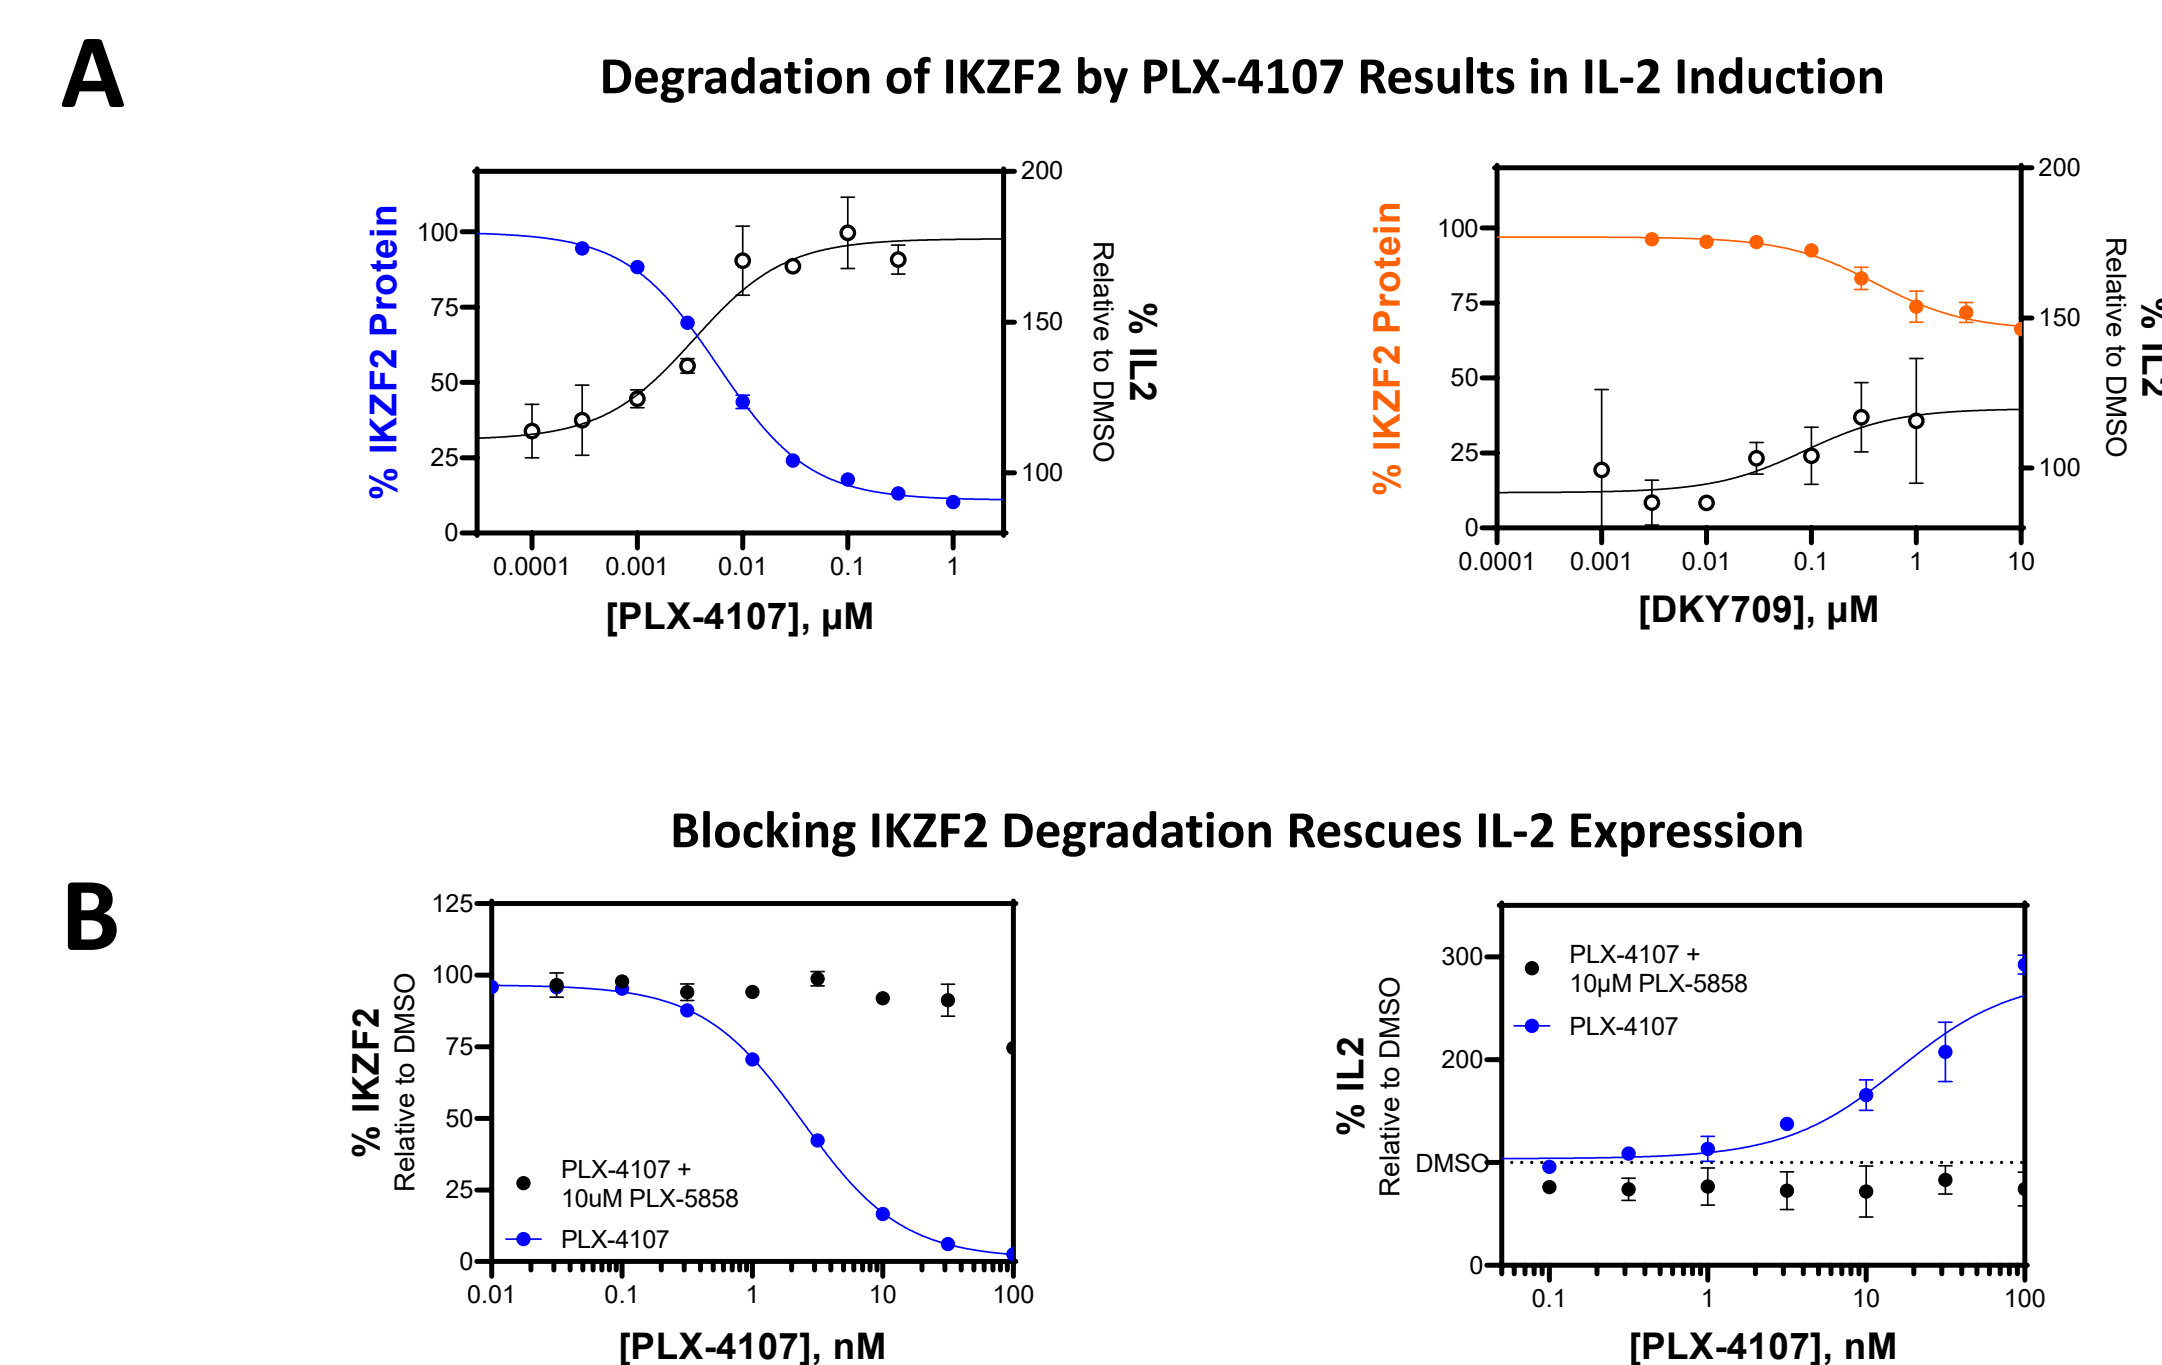 A
Degradation of IKZF2 by PLX-4107 Results in IL-2 Induction
% IKZF2 Protein
100
75
50
25
0
200
150
100
% IL2
Relative to DMSO
0.0001
0.001
0.01
0.1
1
[PLX-4107], µM
% IKZF2 Protein
100
75
50
25
0
200
150
100
% IL2
Relative to DMSO
0.0001
0.001
0.01
0.1
1
10
[DKY709], µM
Blocking IKZF2 Degradation Rescues IL-2 Expression
B
% IKZF2
Relative to DMSO
125
100
75
50
25
0
PLX-4107 +
10uM PLX-5858
PLX-4107
0.01
0.1
1
10
100
[PLX-4107], nM
% IL2
Relative to DMSO
300
200
DMSO
0
PLX-4107 +
10µM PLX-5858
PLX-4107
0.1
1
10
100
[PLX-4107], nM